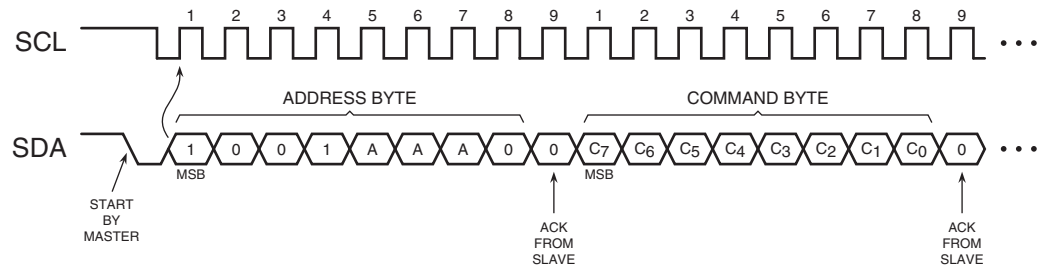 1 2 3 4 5 6 7 8 9 1 2 3 4 5 6 7 8 9
SCL
ADDRESS BYTE COMMAND BYTE
SDA 1 0 0 1 A A A 0 0 C7 C6 C5 C4 C3 C2 C1 C0 0
MSB MSB
START
BY
MASTER
ACK
FROM
SLAVE
ACK
FROM
SLAVE